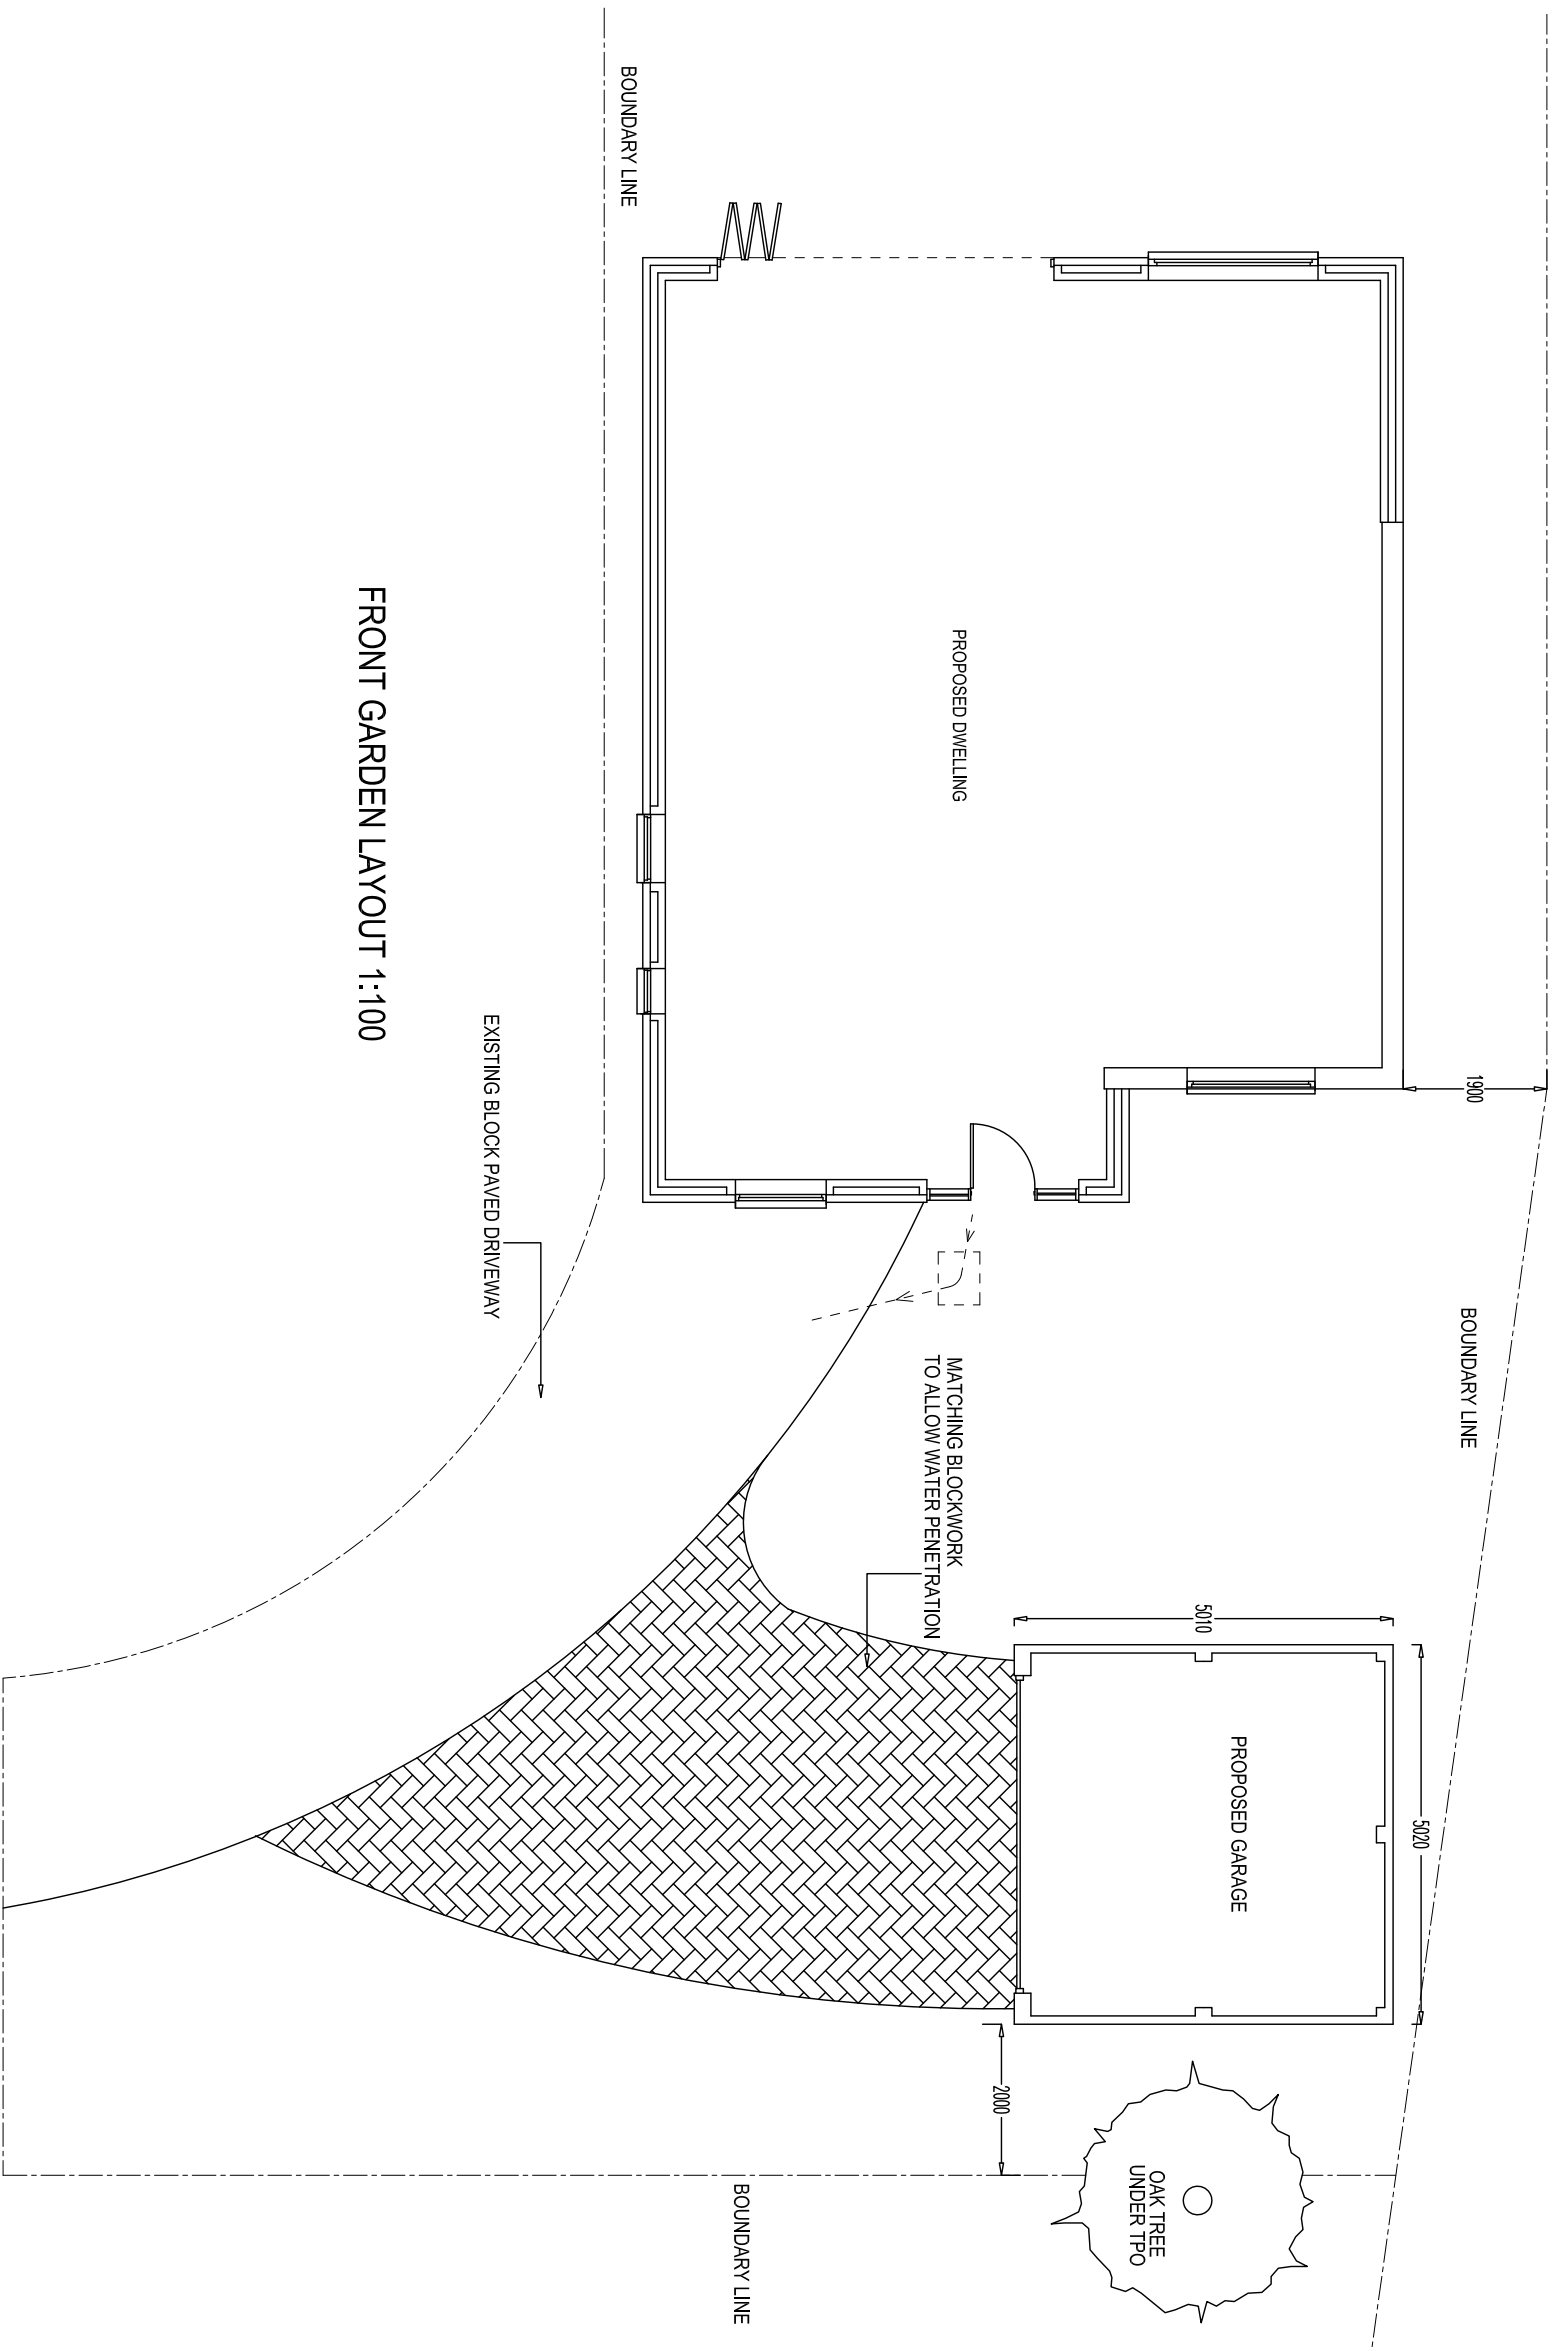 BOUNDARY LINE
1900
PROPOSED DWELLING
BOUNDARY LINE
MATCHING BLOCKWORK
TO ALLOW WATER PENETRATION
5010
5020
PROPOSED GARAGE
2000
OAK TREE
UNDER TPO
BOUNDARY LINE
EXISTING BLOCK PAVED DRIVEWAY
FRONT GARDEN LAYOUT 1:100